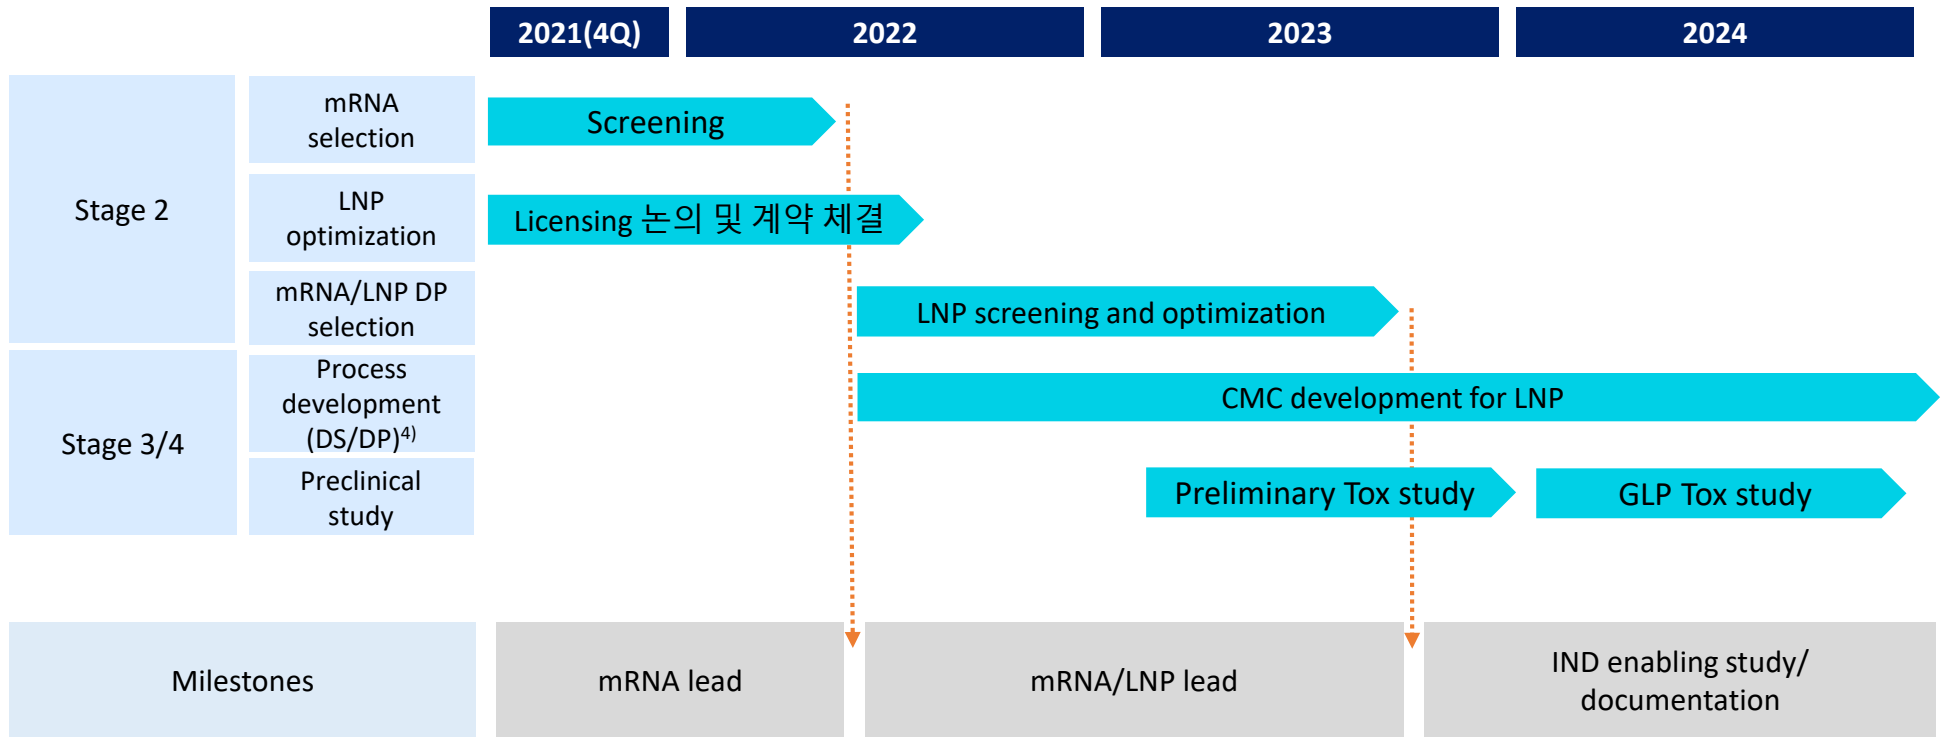 2021(4Q)
2022
2023
2024
Stage 2
mRNA
selection
Screening
LNP
optimization
Licensing 논의 및 계약 체결
mRNA/LNP DP
selection
LNP screening and optimization
Stage 3/4
Process
development
(DS/DP)4)
CMC development for LNP
Preclinical
study
Preliminary Tox study
GLP Tox study
Milestones
mRNA lead
mRNA/LNP lead
IND enabling study/
documentation